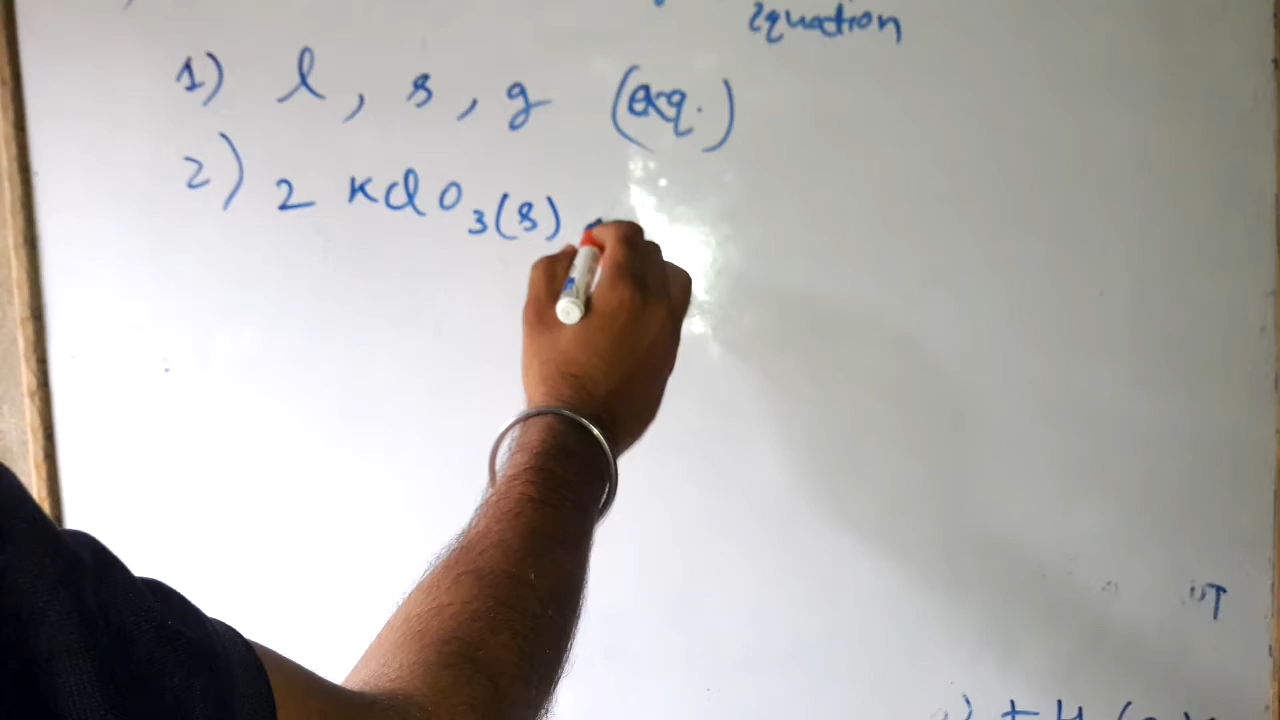 Equation
1) l, s, g (aq.)
2) 2 KClO3(s)
+ H